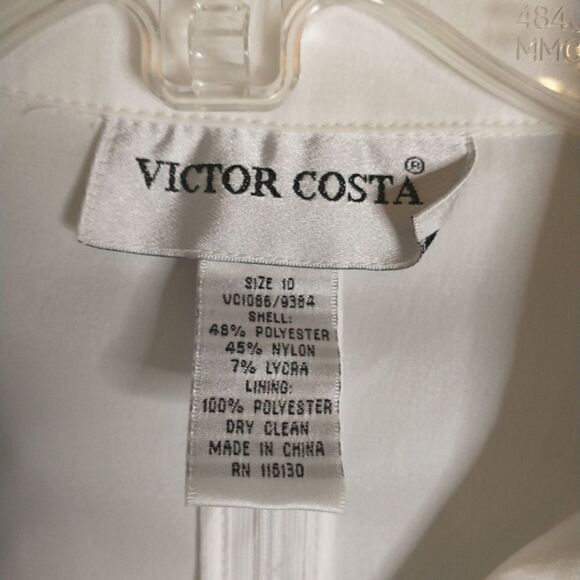 VICTOR COSTA®
SIZE 10
VC1086/9384
SHELL:
48% POLYESTER
45% NYLON
7% LYCRA
LINING:
100% POLYESTER
DRY CLEAN
MADE IN CHINA
RN 116130